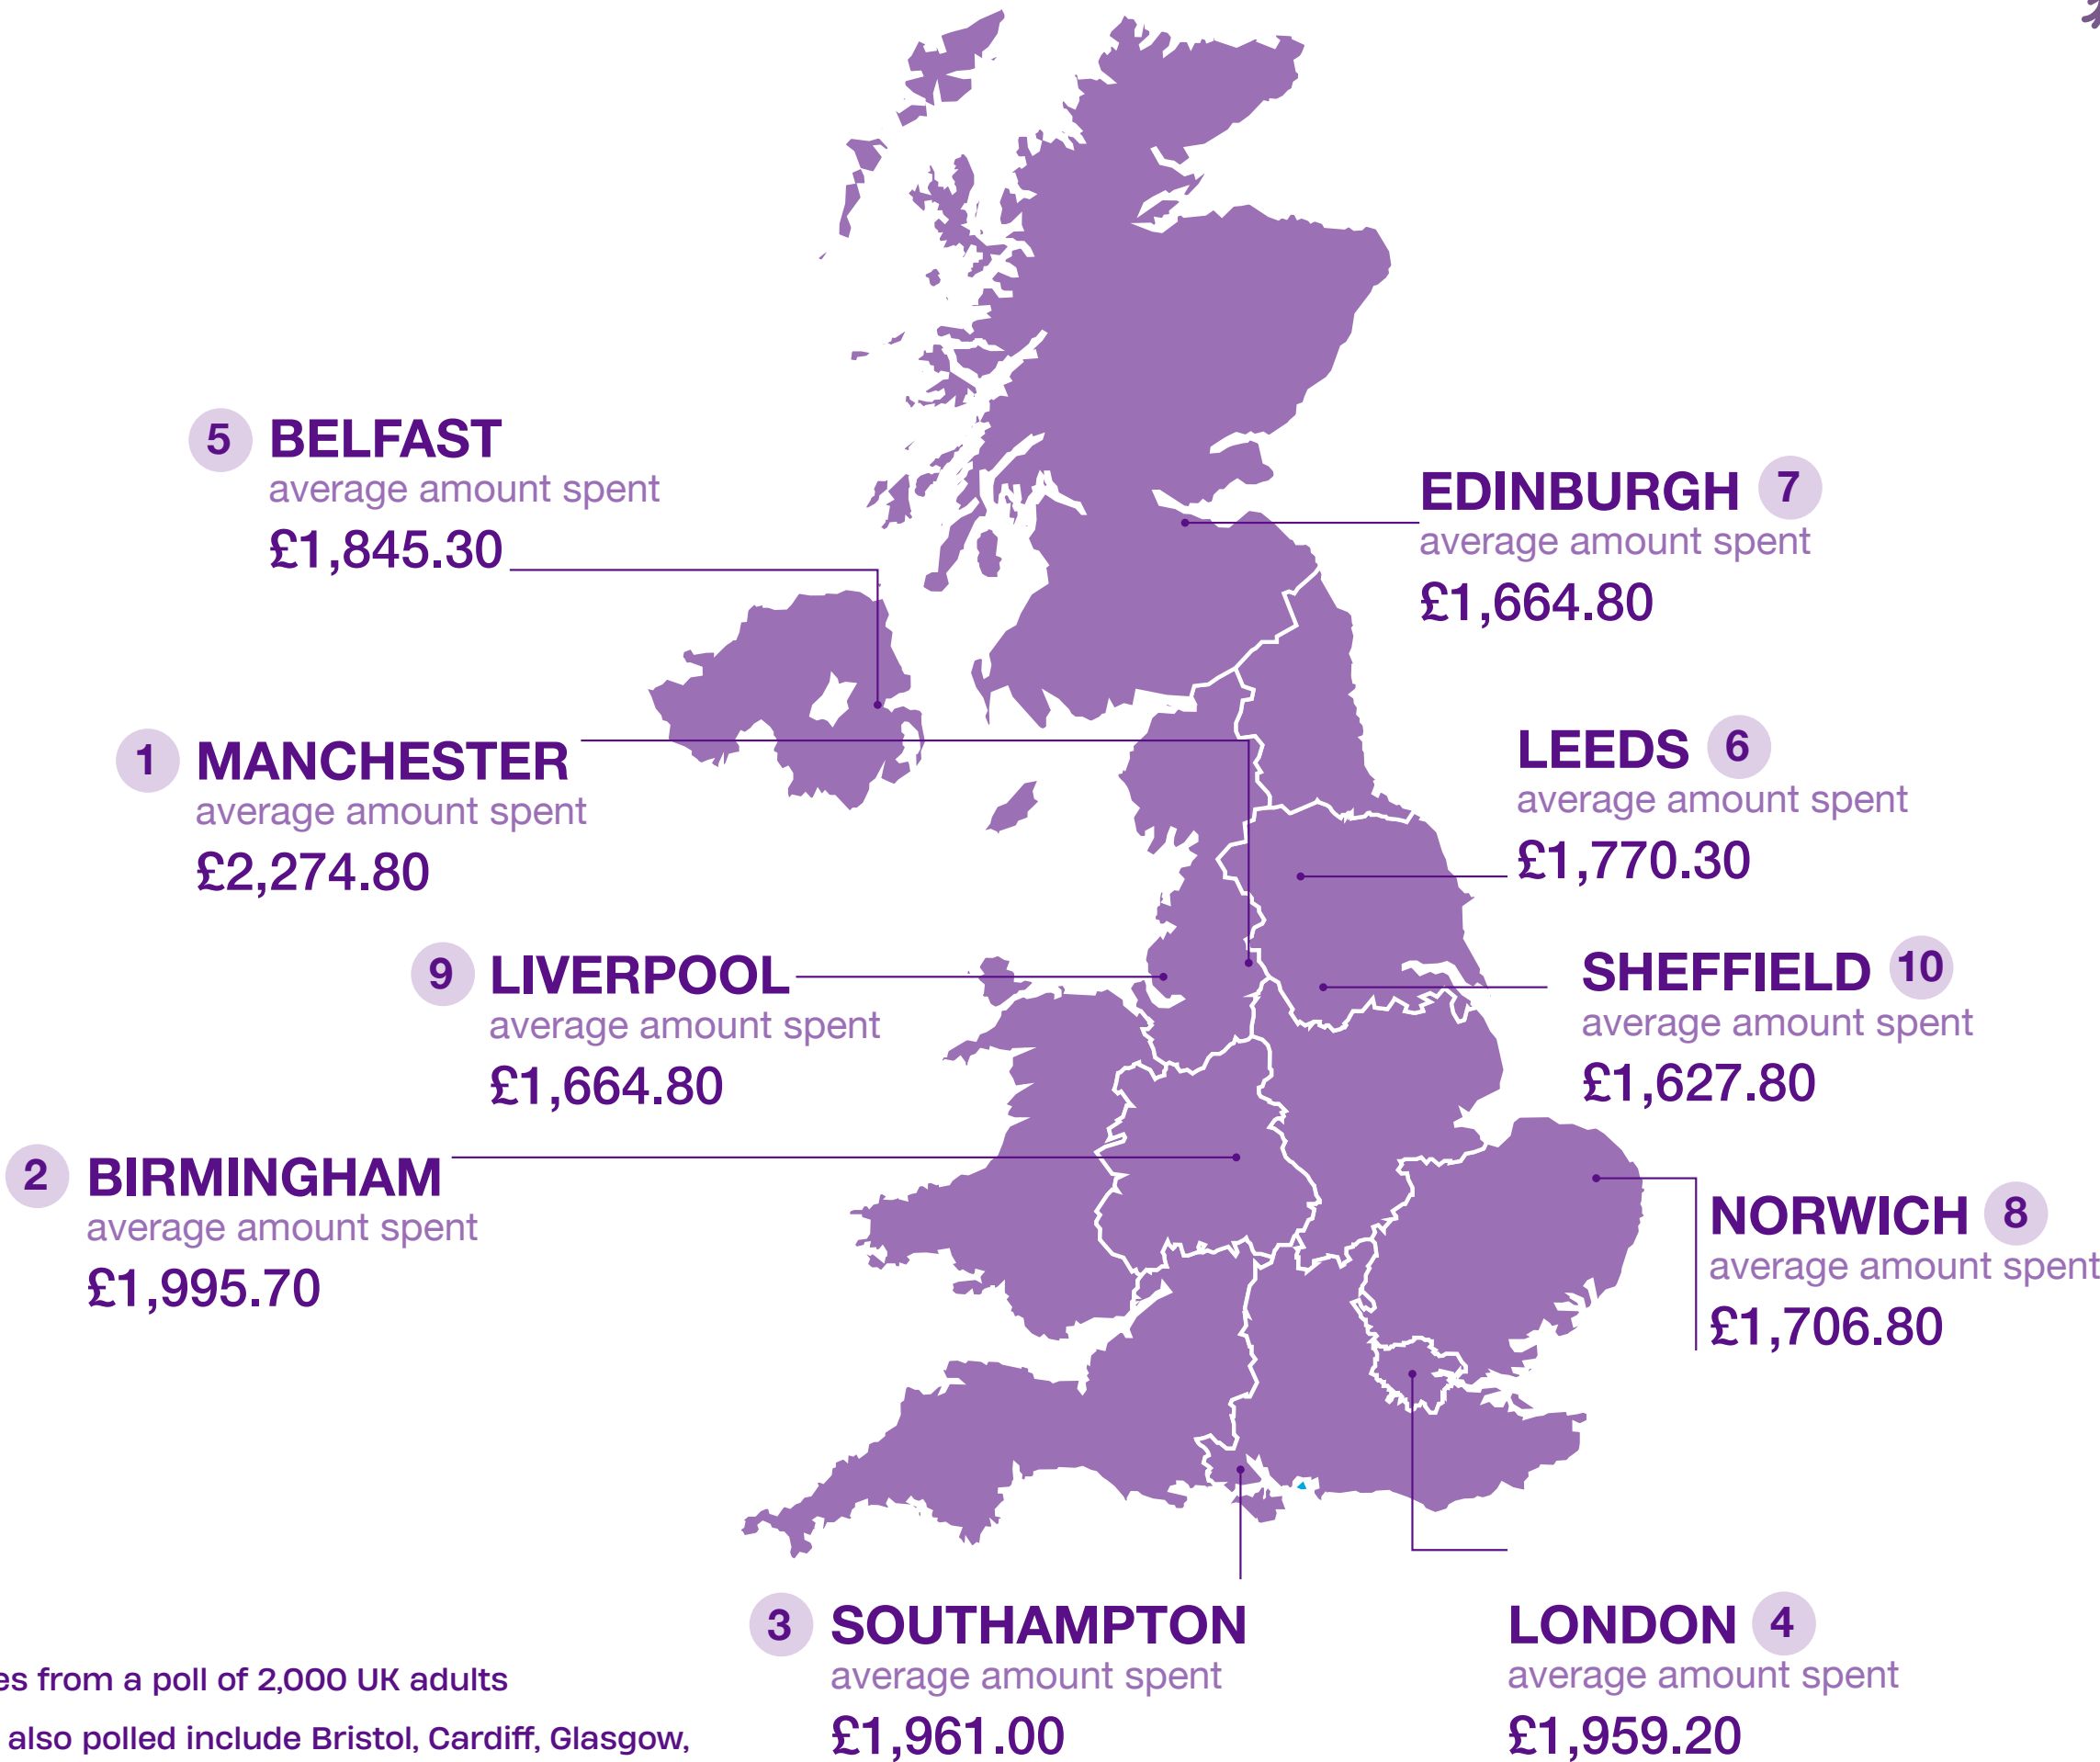 5 BELFAST
average amount spent
£1,845.30
EDINBURGH 7
average amount spent
£1,664.80
1 MANCHESTER
average amount spent
£2,274.80
LEEDS 6
average amount spent
£1,770.30
9 LIVERPOOL
average amount spent
£1,664.80
SHEFFIELD 10
average amount spent
£1,627.80
2 BIRMINGHAM
average amount spent
£1,995.70
NORWICH 8
average amount spent
£1,706.80
3 SOUTHAMPTON
average amount spent
£1,961.00
LONDON 4
average amount spent
£1,959.20
from a poll of 2,000 UK adults
also polled include Bristol, Cardiff, Glasgow,